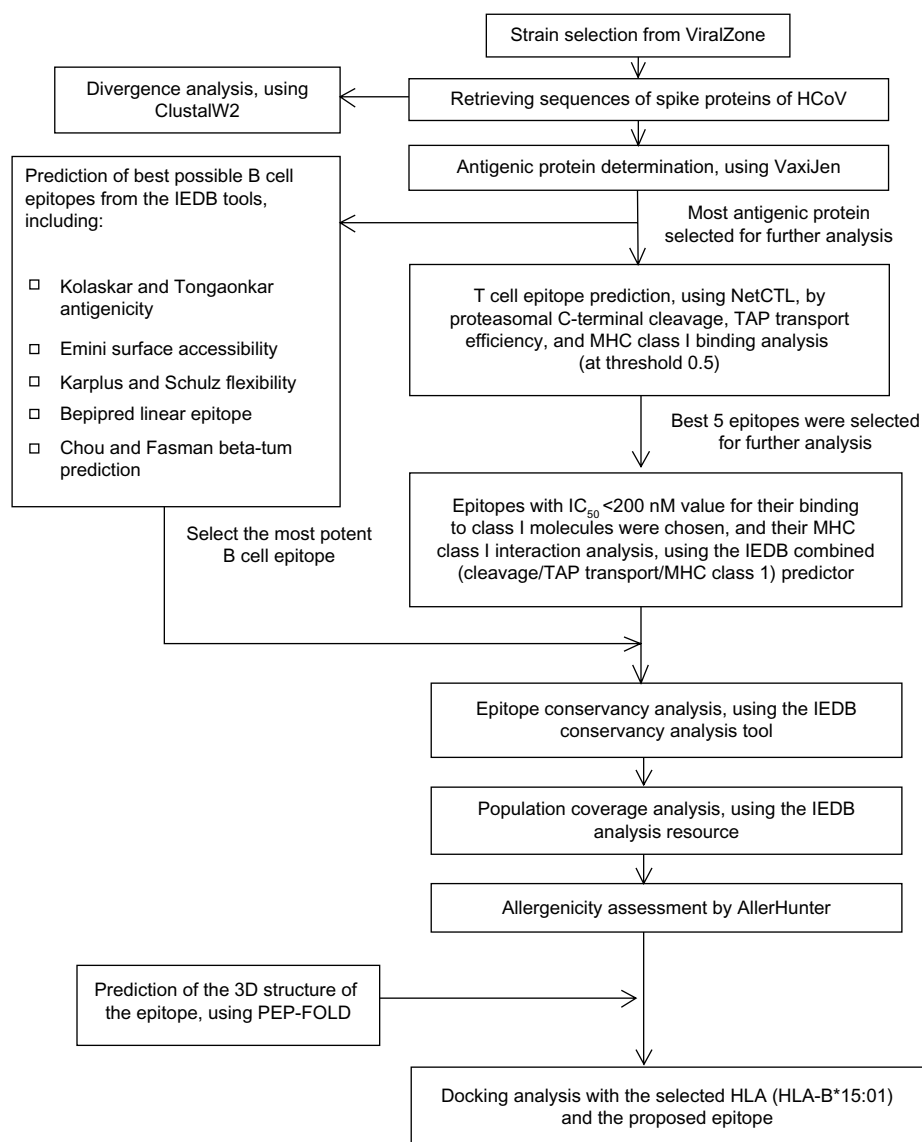 Strain selection from ViralZone
Divergence analysis, using
ClustalW2
Retrieving sequences of spike proteins of HCoV
Antigenic protein determination, using VaxiJen
Prediction of best possible B cell
epitopes from the IEDB tools,
including:
Kolaskar and Tongaonkar
antigenicity
Emini surface accessibility
Karplus and Schulz flexibility
Bepipred linear epitope
Chou and Fasman beta-tum
prediction
Most antigenic protein
selected for further analysis
T cell epitope prediction, using NetCTL, by
proteasomal C-terminal cleavage, TAP transport
efficiency, and MHC class I binding analysis
(at threshold 0.5)
Best 5 epitopes were selected
for further analysis
Select the most potent
B cell epitope
Epitopes with IC50 <200 nM value for their binding
to class I molecules were chosen, and their MHC
class I interaction analysis, using the IEDB combined
(cleavage/TAP transport/MHC class 1) predictor
Epitope conservancy analysis, using the IEDB
conservancy analysis tool
Population coverage analysis, using the IEDB
analysis resource
Allergenicity assessment by AllerHunter
Prediction of the 3D structure of
the epitope, using PEP-FOLD
Docking analysis with the selected HLA (HLA-B*15:01)
and the proposed epitope